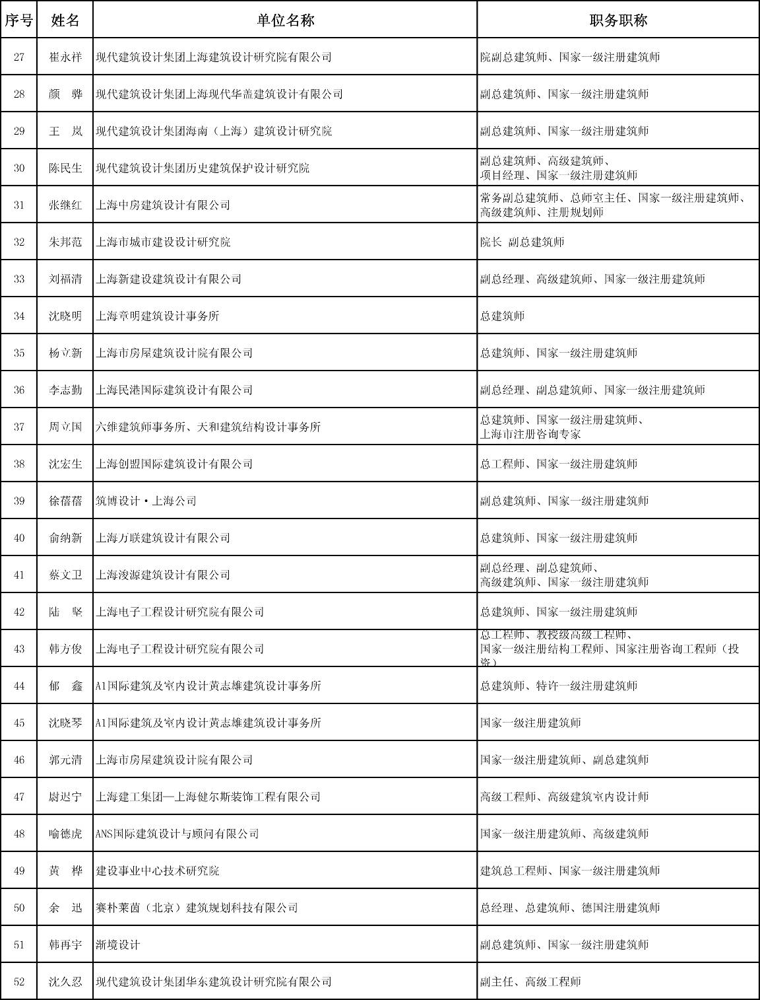 序号 姓名 单位名称 职务职称
27 崔永祥 现代建筑设计集团上海建筑设计研究院有限公司 院副总建筑师、国家一级注册建筑师
28 颜　骅 现代建筑设计集团上海现代华盖建筑设计有限公司 副总建筑师、国家一级注册建筑师
29 王　岚 现代建筑设计集团海南（上海）建筑设计研究院 副总建筑师、国家一级注册建筑师
30 陈民生 现代建筑设计集团历史建筑保护设计研究院 副总建筑师、高级建筑师、
项目经理、国家一级注册建筑师
31 张继红 上海中房建筑设计有限公司 常务副总建筑师、总师室主任、国家一级注册建筑师、
高级建筑师、注册规划师
32 朱邦范 上海市城市建设设计研究院 院长 副总建筑师
33 刘福清 上海新建设建筑设计有限公司 副总经理、高级建筑师、国家一级注册建筑师
34 沈晓明 上海章明建筑设计事务所 总建筑师
35 杨立新 上海市房屋建筑设计院有限公司 总建筑师、国家一级注册建筑师
36 李志勤 上海民港国际建筑设计有限公司 副总经理、副总建筑师、国家一级注册建筑师
37 周立国 六维建筑师事务所、天和建筑结构设计事务所 总建筑师、国家一级注册建筑师、
上海市注册咨询专家
38 沈宏生 上海创盟国际建筑设计有限公司 总工程师、国家一级注册建筑师
39 徐蓓蓓 筑博设计·上海公司 副总建筑师、国家一级注册建筑师
40 俞纳新 上海万联建筑设计有限公司 总建筑师、国家一级注册建筑师
41 蔡文卫 上海浚源建筑设计有限公司 副总经理、副总建筑师、
高级建筑师、国家一级注册建筑师
42 陆　坚 上海电子工程设计研究院有限公司 总建筑师、国家一级注册建筑师
43 韩方俊 上海电子工程设计研究院有限公司 总工程师、教授级高级工程师、
国家一级注册结构工程师、国家注册咨询工程师（投
资）
44 郁　鑫 A1国际建筑及室内设计黄志雄建筑设计事务所 总建筑师、特许一级注册建筑师
45 沈晓琴 A1国际建筑及室内设计黄志雄建筑设计事务所 国家一级注册建筑师
46 郭元清 上海市房屋建筑设计院有限公司 国家一级注册建筑师、副总建筑师
47 尉迟宁 上海建工集团—上海健尔斯装饰工程有限公司 高级工程师、高级建筑室内设计师
48 喻德虎 ANS国际建筑设计与顾问有限公司 国家一级注册建筑师、高级建筑师
49 黄　桦 建设事业中心技术研究院 建筑总工程师、国家一级注册建筑师
50 余　迅 赛朴莱茵（北京）建筑规划科技有限公司 总经理、总建筑师、德国注册建筑师
51 韩再宇 渐境设计 副总建筑师、国家一级注册建筑师
52 沈久忍 现代建筑设计集团华东建筑设计研究院有限公司 副主任、高级工程师